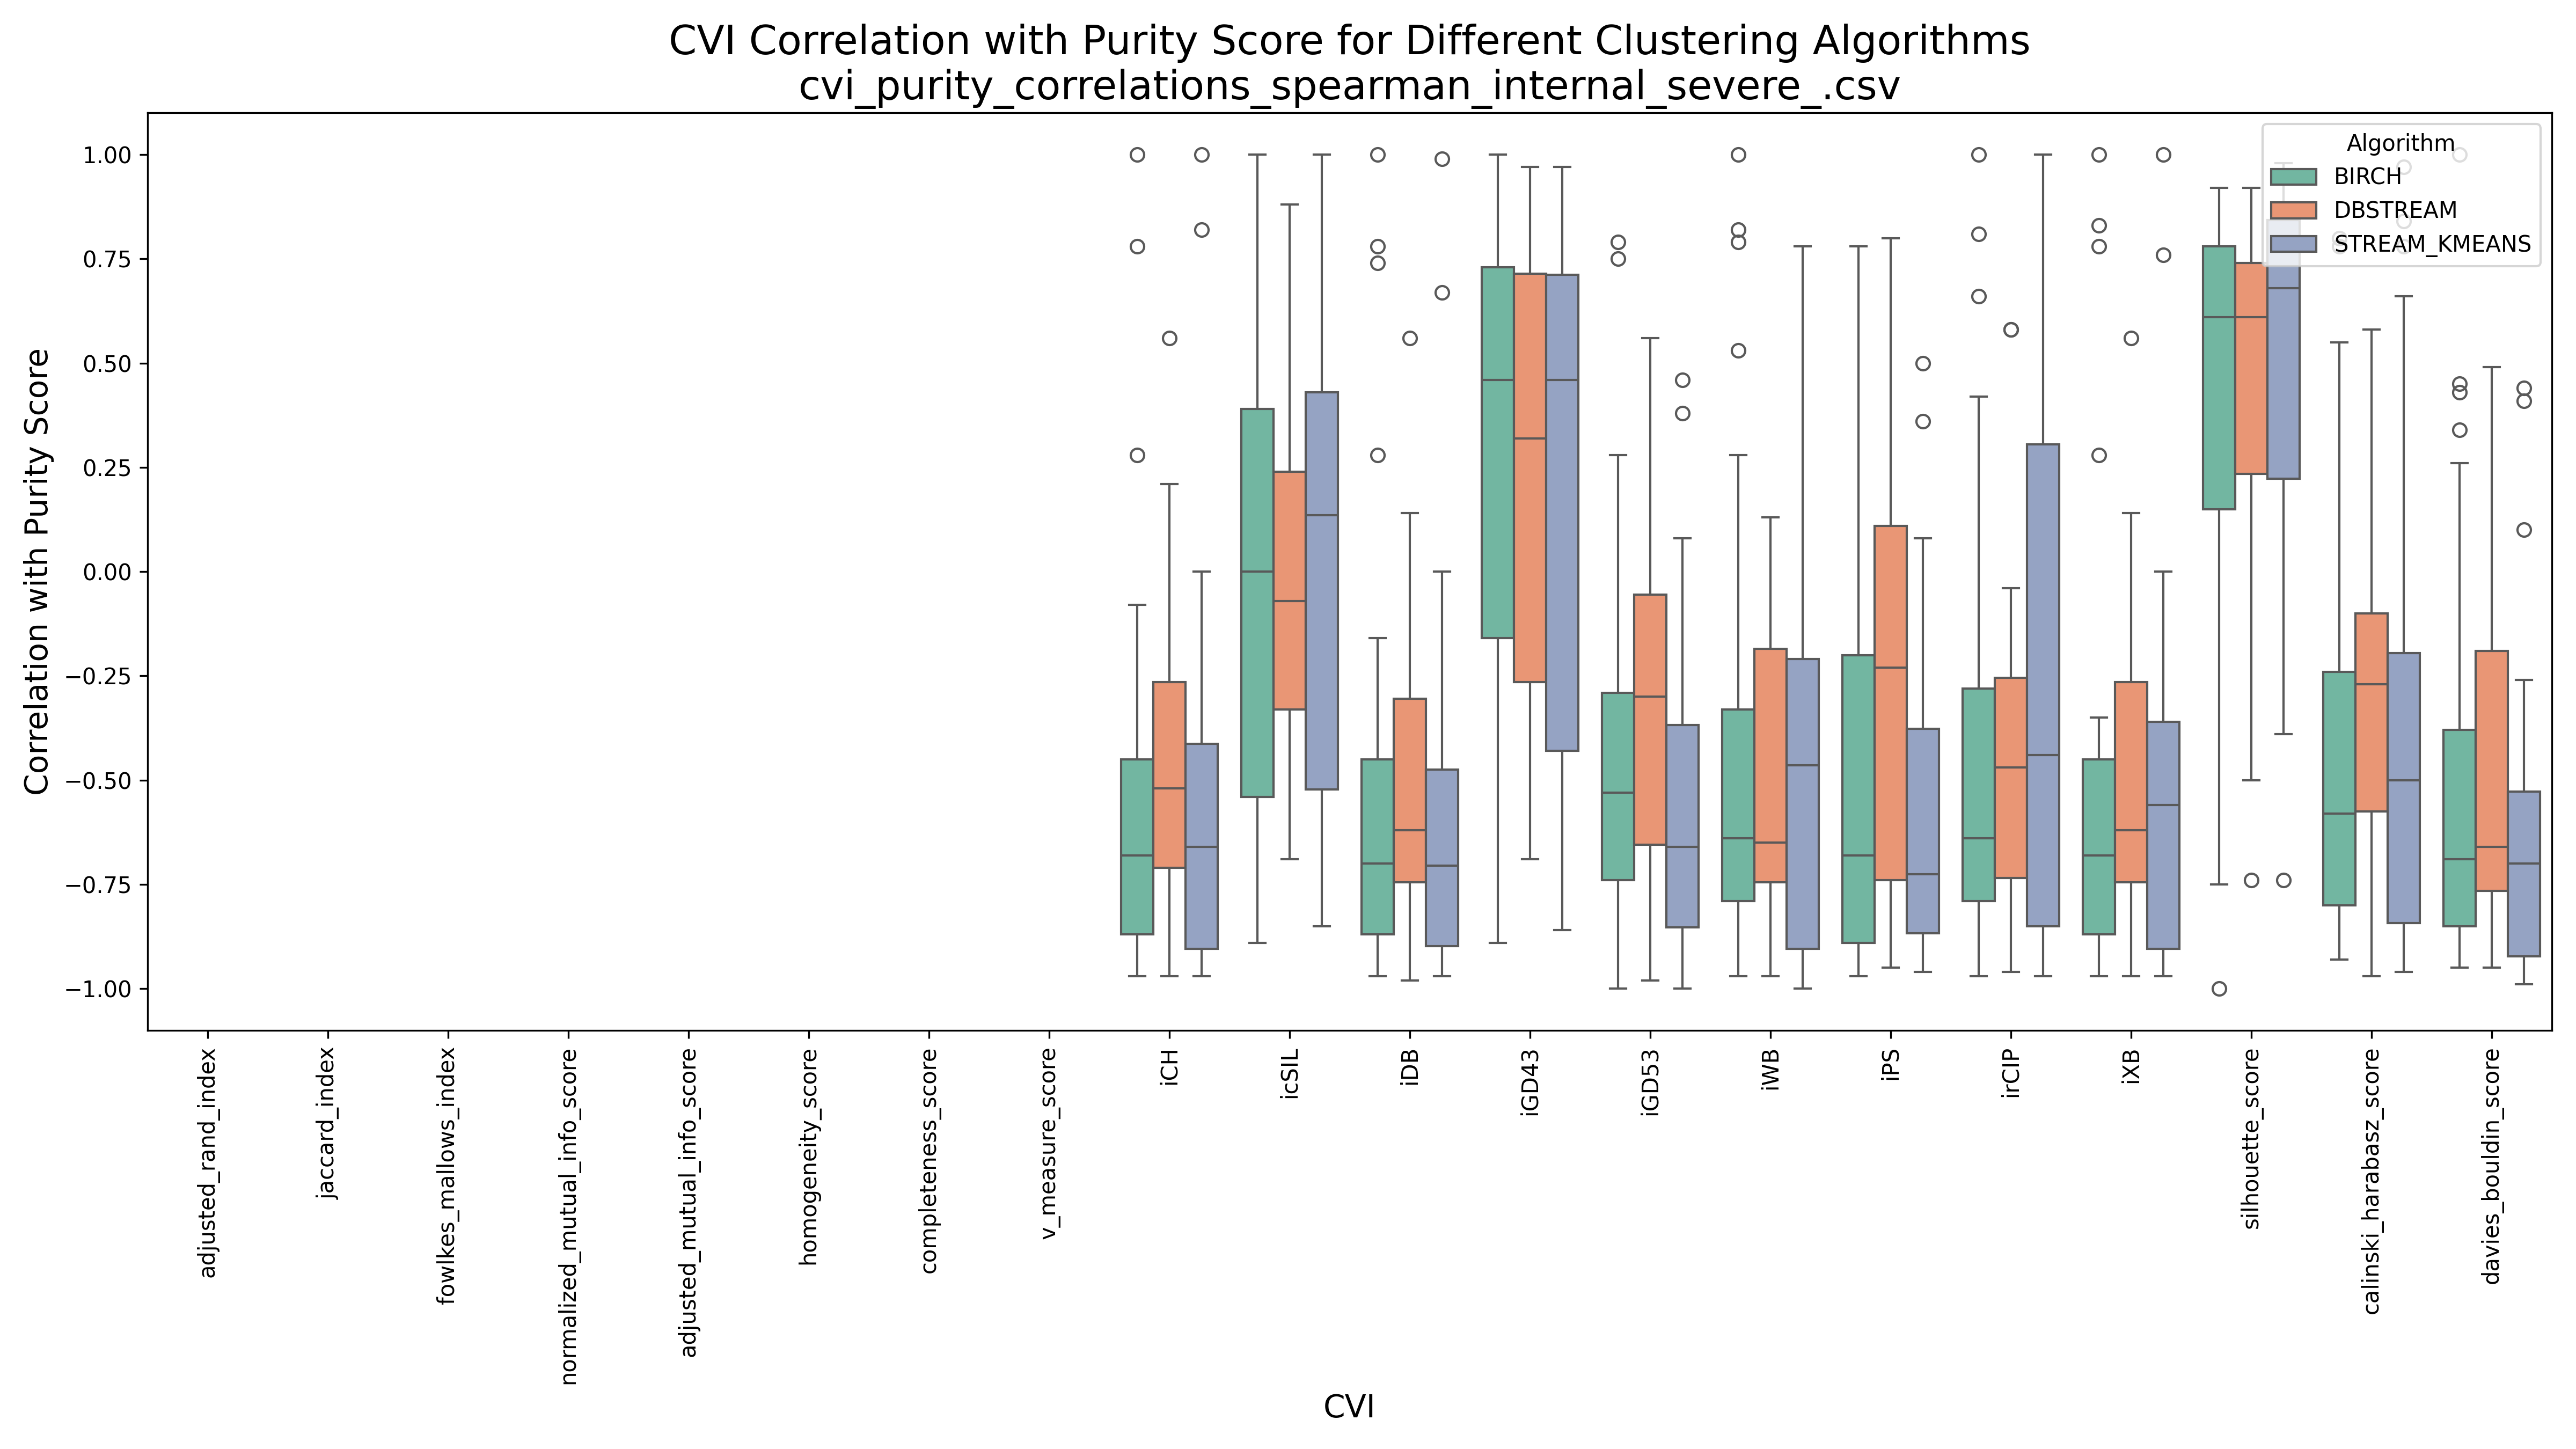 CVI Correlation with Purity Score for Different Clustering Algorithms
cvi_purity_correlations_spearman_internal_severe_.csv
Correlation with Purity Score
1.00
0.75
0.50
0.25
0.00
−0.25
−0.50
−0.75
−1.00
Algorithm
BIRCH
DBSTREAM
STREAM_KMEANS
adjusted_rand_index
jaccard_index
fowlkes_mallows_index
normalized_mutual_info_score
adjusted_mutual_info_score
homogeneity_score
completeness_score
v_measure_score
iCH
icSIL
iDB
iGD43
iGD53
iWB
iPS
irCIP
iXB
silhouette_score
calinski_harabasz_score
davies_bouldin_score
CVI